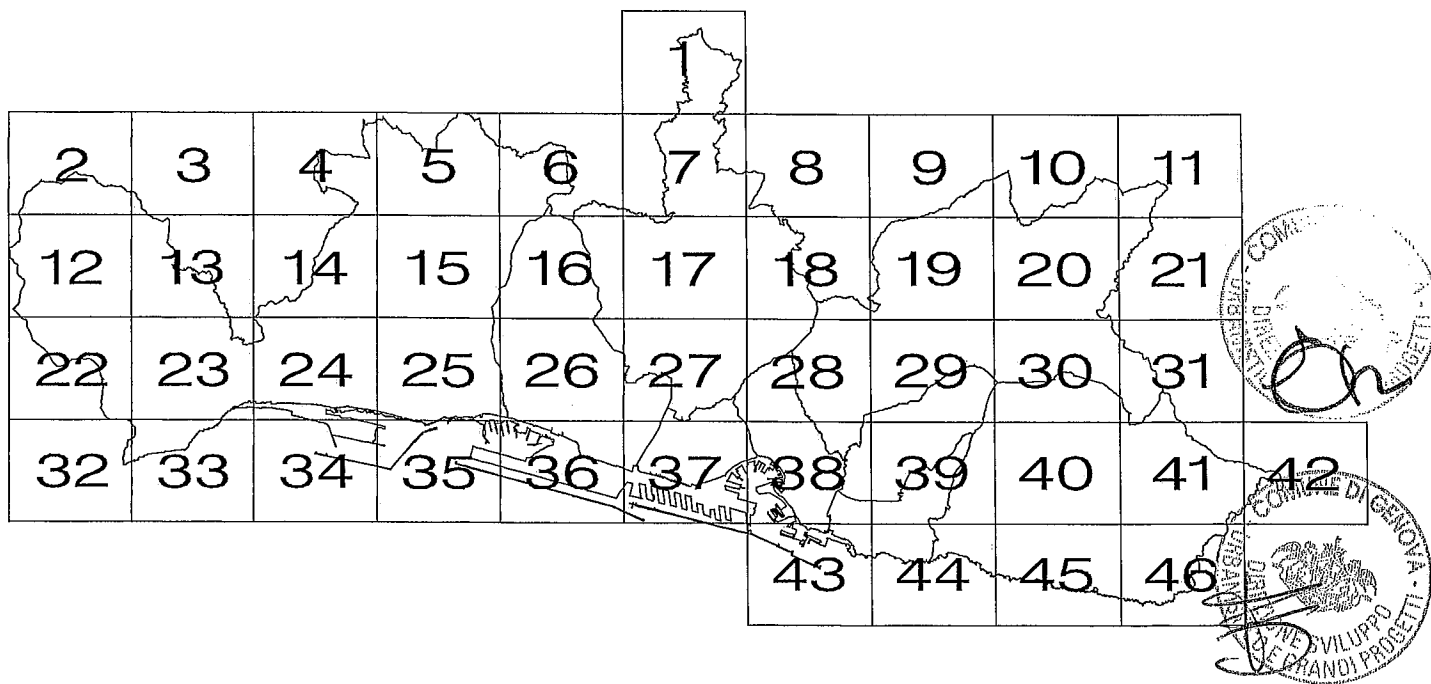 1
2 3 4 5 6 7 8 9 10 11
12 13 14 15 16 17 18 19 20 21
22 23 24 25 26 27 28 29 30 31
32 33 34 35 36 37 38 39 40 41 42
43 44 45 46
COMUNE DI GENOVA
DIREZIONE SVILUPPO
E GRANDI PROGETTI